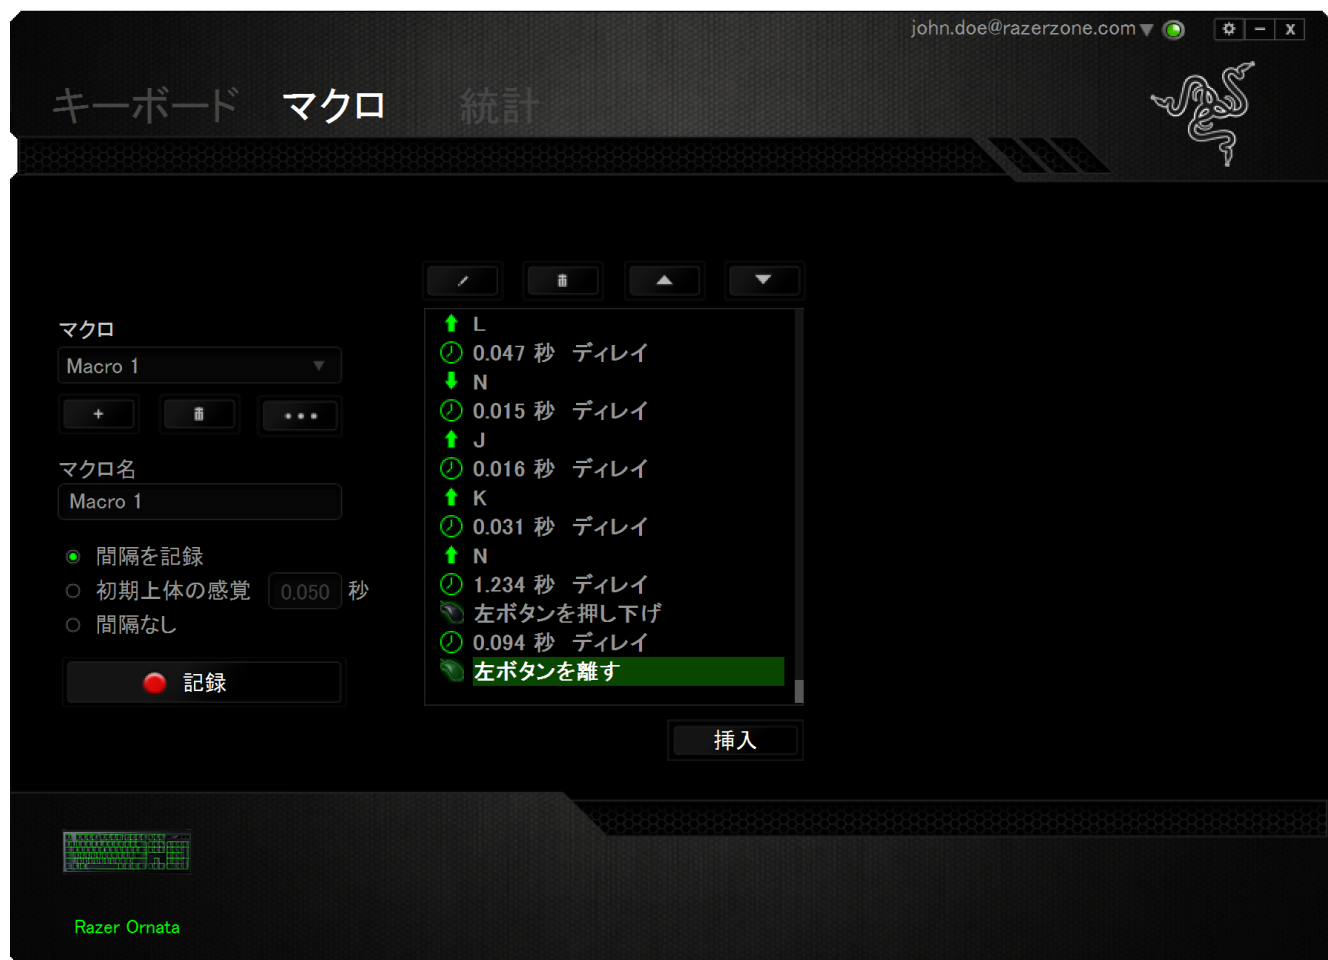 john.doe@razerzone.com
キーボード マクロ 統計
マクロ
Macro 1
マクロ名
Macro 1
間隔を記録
初期上体の感覚 0.050 秒
間隔なし
記録
L
0.047 秒 ディレイ
N
0.015 秒 ディレイ
J
0.016 秒 ディレイ
K
0.031 秒 ディレイ
N
1.234 秒 ディレイ
左ボタンを押し下げ
0.094 秒 ディレイ
左ボタンを離す
挿入
Razer Ornata